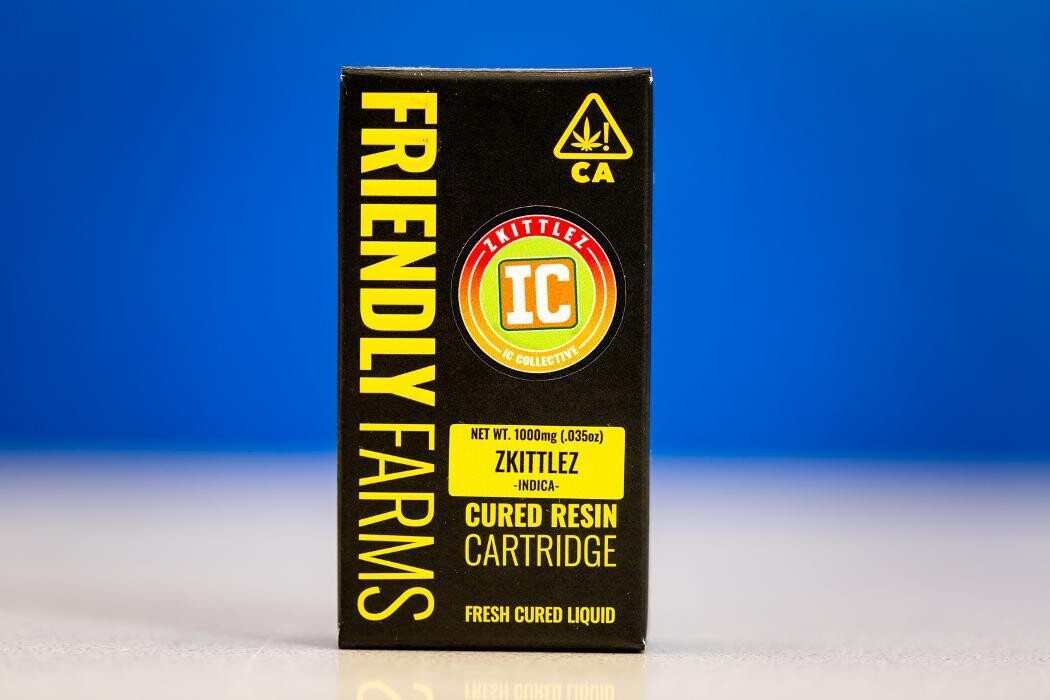 FRIENDLY FARMS
CA
ZKITTLEZ
IC
IC COLLECTIVE
NET WT. 1000mg (.035oz)
ZKITTLEZ
-INDICA-
CURED RESIN
CARTRIDGE
FRESH CURED LIQUID